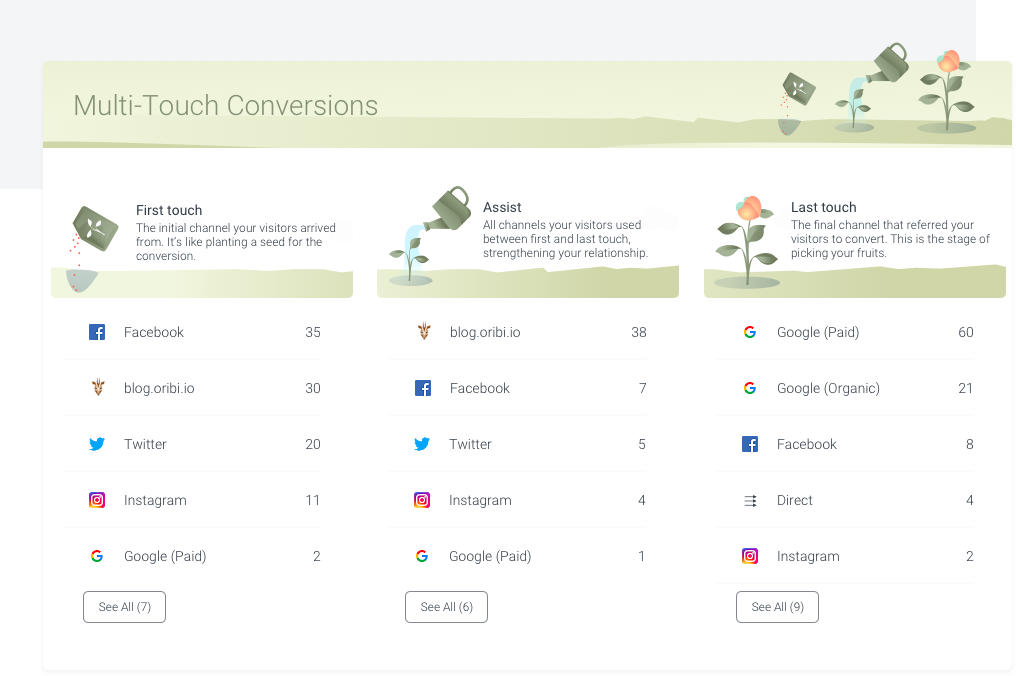 Multi-Touch Conversions
First touch
The initial channel your visitors arrived
from. It's like planting a seed for the
conversion.
Facebook 35
blog.oribi.io 30
Twitter 20
Instagram 11
Google (Paid) 2
See All (7)
Assist
All channels your visitors used
between first and last touch,
strengthening your relationship.
blog.oribi.io 38
Facebook 7
Twitter 5
Instagram 4
Google (Paid) 1
See All (6)
Last touch
The final channel that referred your
visitors to convert. This is the stage of
picking your fruits.
Google (Paid) 60
Google (Organic) 21
Facebook 8
Direct 4
Instagram 2
See All (9)